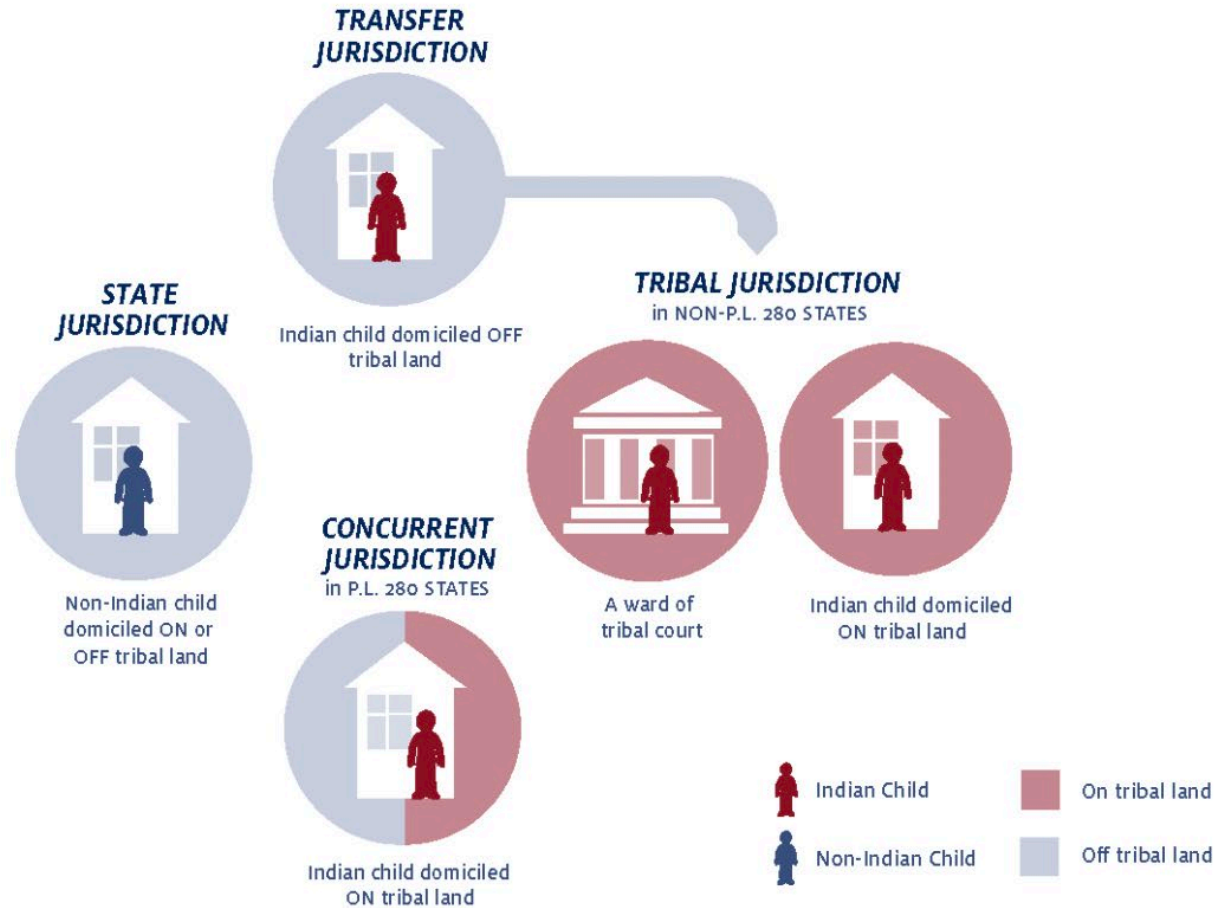 TRANSFER
JURISDICTION
Indian child domiciled OFF
tribal land
STATE
JURISDICTION
Non-Indian child
domiciled ON or
OFF tribal land
TRIBAL JURISDICTION
in NON-P.L. 280 STATES
A ward of
tribal court
Indian child domiciled
ON tribal land
CONCURRENT
JURISDICTION
in P.L. 280 STATES
Indian child domiciled
ON tribal land
Indian Child
On tribal land
Non-Indian Child
Off tribal land